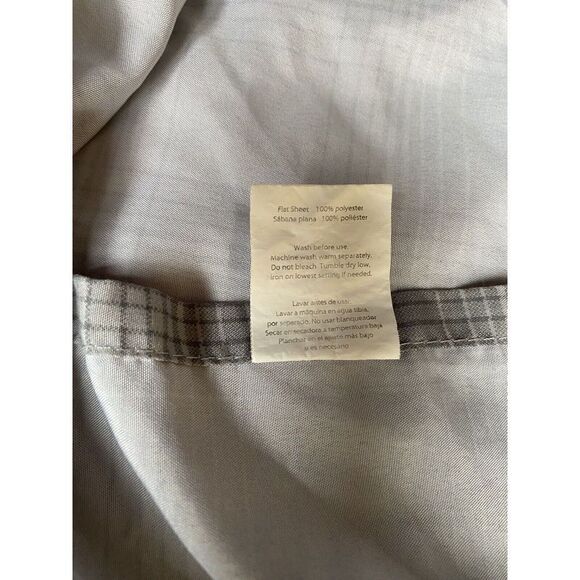 Flat Sheet 100% polyester
Sábana plana 100% poliéster
Wash before use.
Machine wash warm separately.
Do not bleach. Tumble dry low,
iron on lowest setting if needed.
Lavar antes de usar.
Lavar a máquina en agua tibia,
por separado. No usar blanqueador
Secar en secadora a temperatura baja
Planchar en el ajuste más bajo
u es necesario